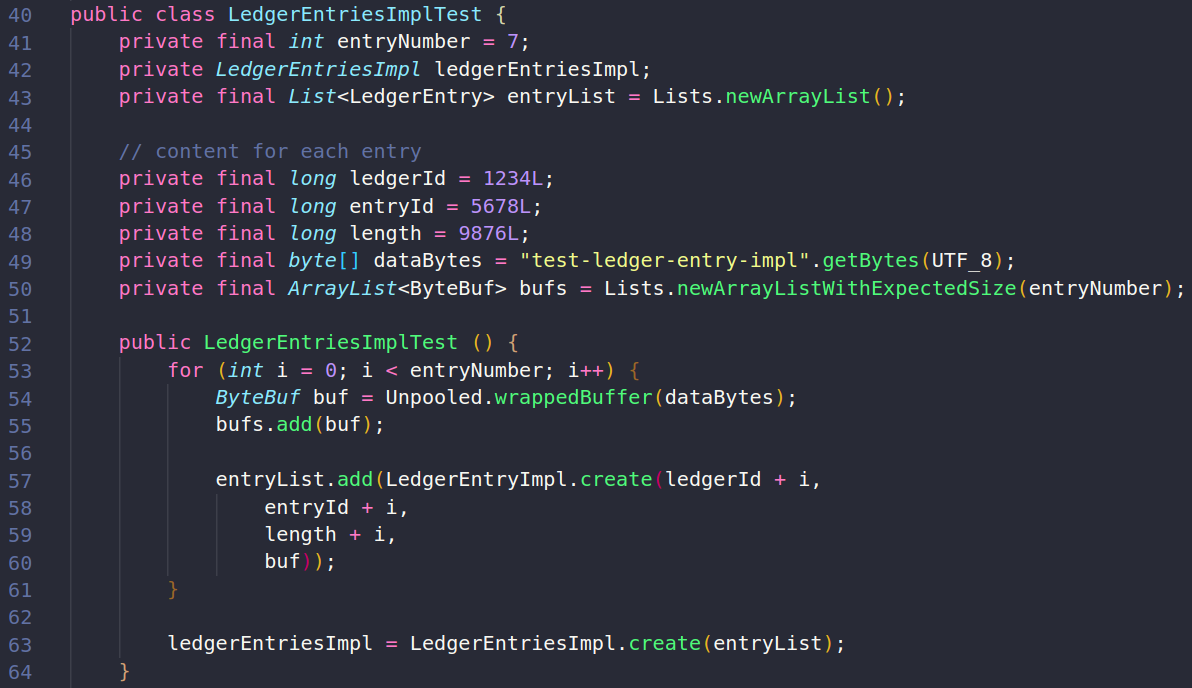 40 public class LedgerEntriesImplTest {
41     private final int entryNumber = 7;
42     private LedgerEntriesImpl ledgerEntriesImpl;
43     private final List<LedgerEntry> entryList = Lists.newArrayList();
44
45     // content for each entry
46     private final long ledgerId = 1234L;
47     private final long entryId = 5678L;
48     private final long length = 9876L;
49     private final byte[] dataBytes = "test-ledger-entry-impl".getBytes(UTF_8);
50     private final ArrayList<ByteBuf> bufs = Lists.newArrayListWithExpectedSize(entryNumber);
51
52     public LedgerEntriesImplTest () {
53         for (int i = 0; i < entryNumber; i++) {
54             ByteBuf buf = Unpooled.wrappedBuffer(dataBytes);
55             bufs.add(buf);
56
57             entryList.add(LedgerEntryImpl.create(ledgerId + i,
58                 entryId + i,
59                 length + i,
60                 buf));
61         }
62
63         ledgerEntriesImpl = LedgerEntriesImpl.create(entryList);
64     }